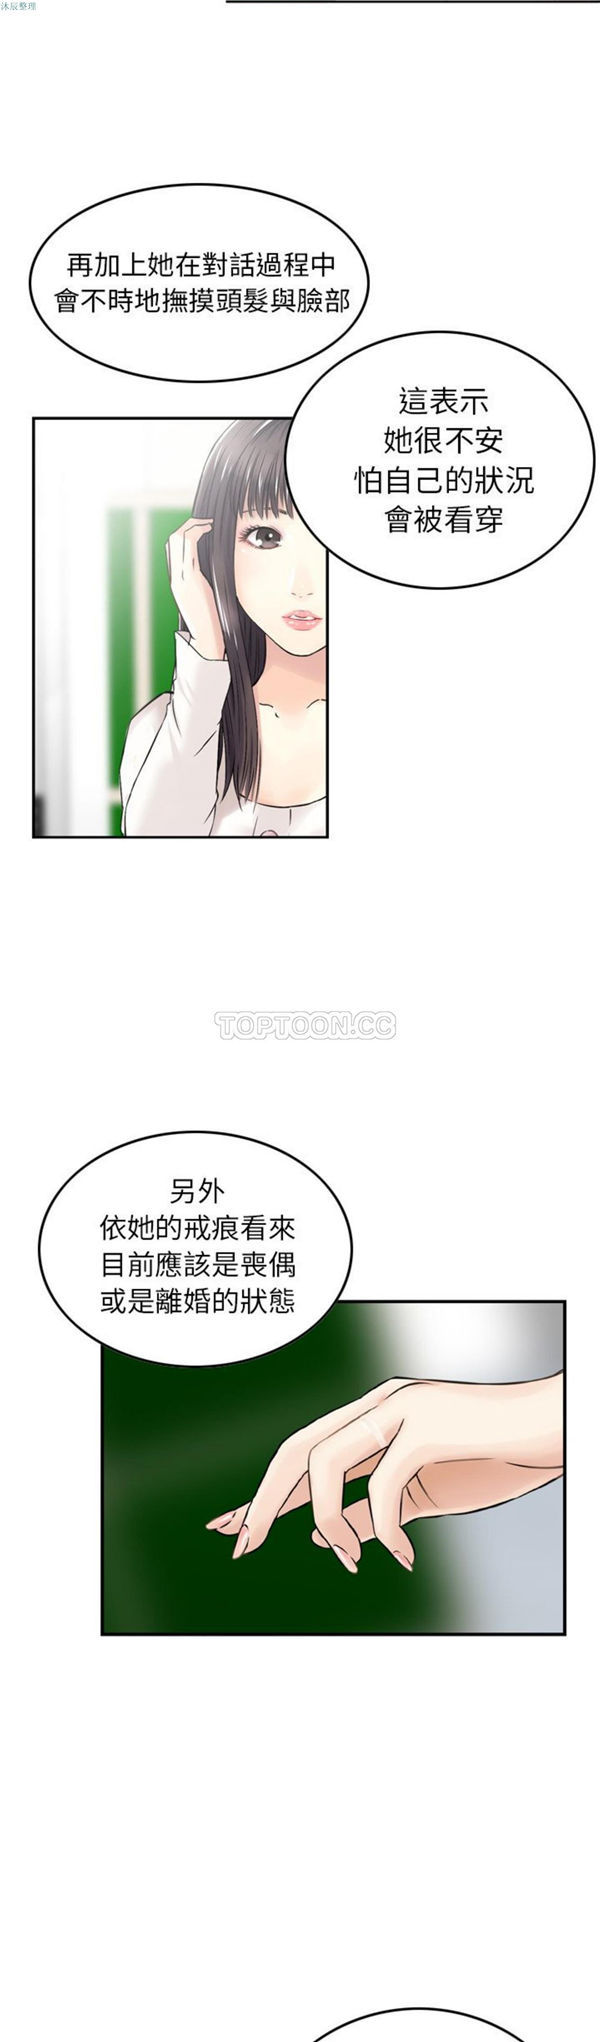 沐辰整理
再加上她在對話過程中
會不時地撫摸頭髮與臉部
這表示
她很不安
怕自己的狀況
會被看穿
TOPTOON.CC
另外
依她的戒痕看來
目前應該是喪偶
或是離婚的狀態